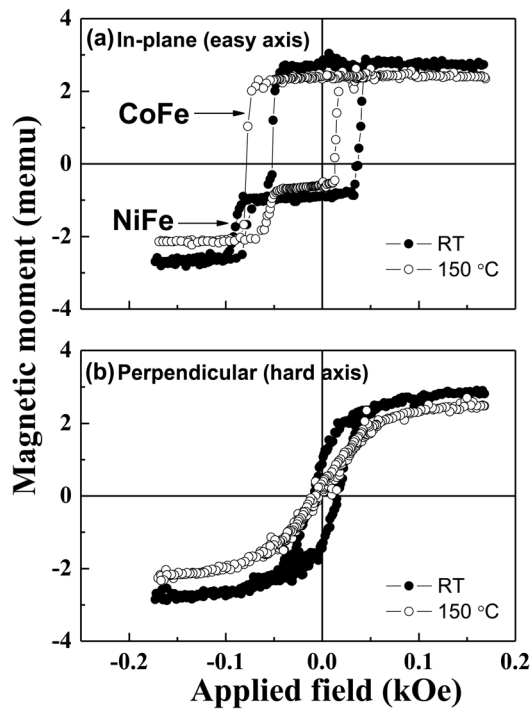 4
(a) In-plane (easy axis)
2
CoFe
0
NiFe
-2
RT
150 °C
-4
Magnetic moment (memu)
4
(b) Perpendicular (hard axis)
2
0
-2
RT
150 °C
-4
-0.2 -0.1 0.0 0.1 0.2
Applied field (kOe)